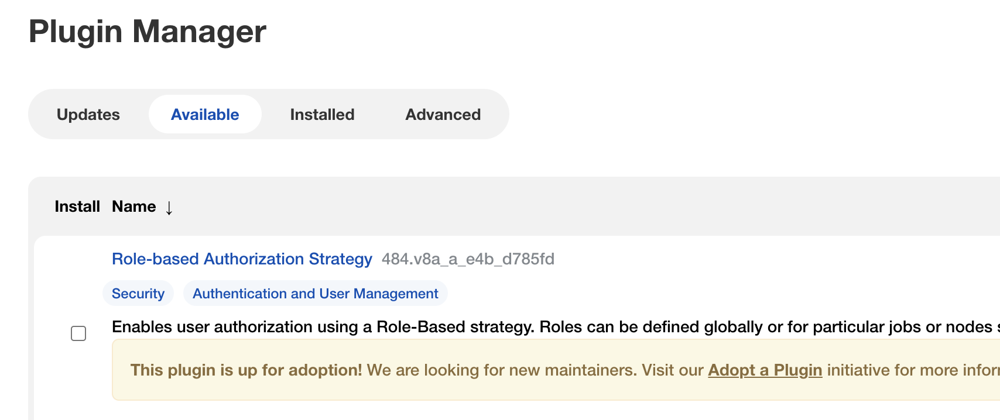 Plugin Manager
Updates Available Installed Advanced
Install Name ↓
Role-based Authorization Strategy 484.v8a_a_e4b_d785fd
Security Authentication and User Management
Enables user authorization using a Role-Based strategy. Roles can be defined globally or for particular jobs or nodes
This plugin is up for adoption! We are looking for new maintainers. Visit our Adopt a Plugin initiative for more